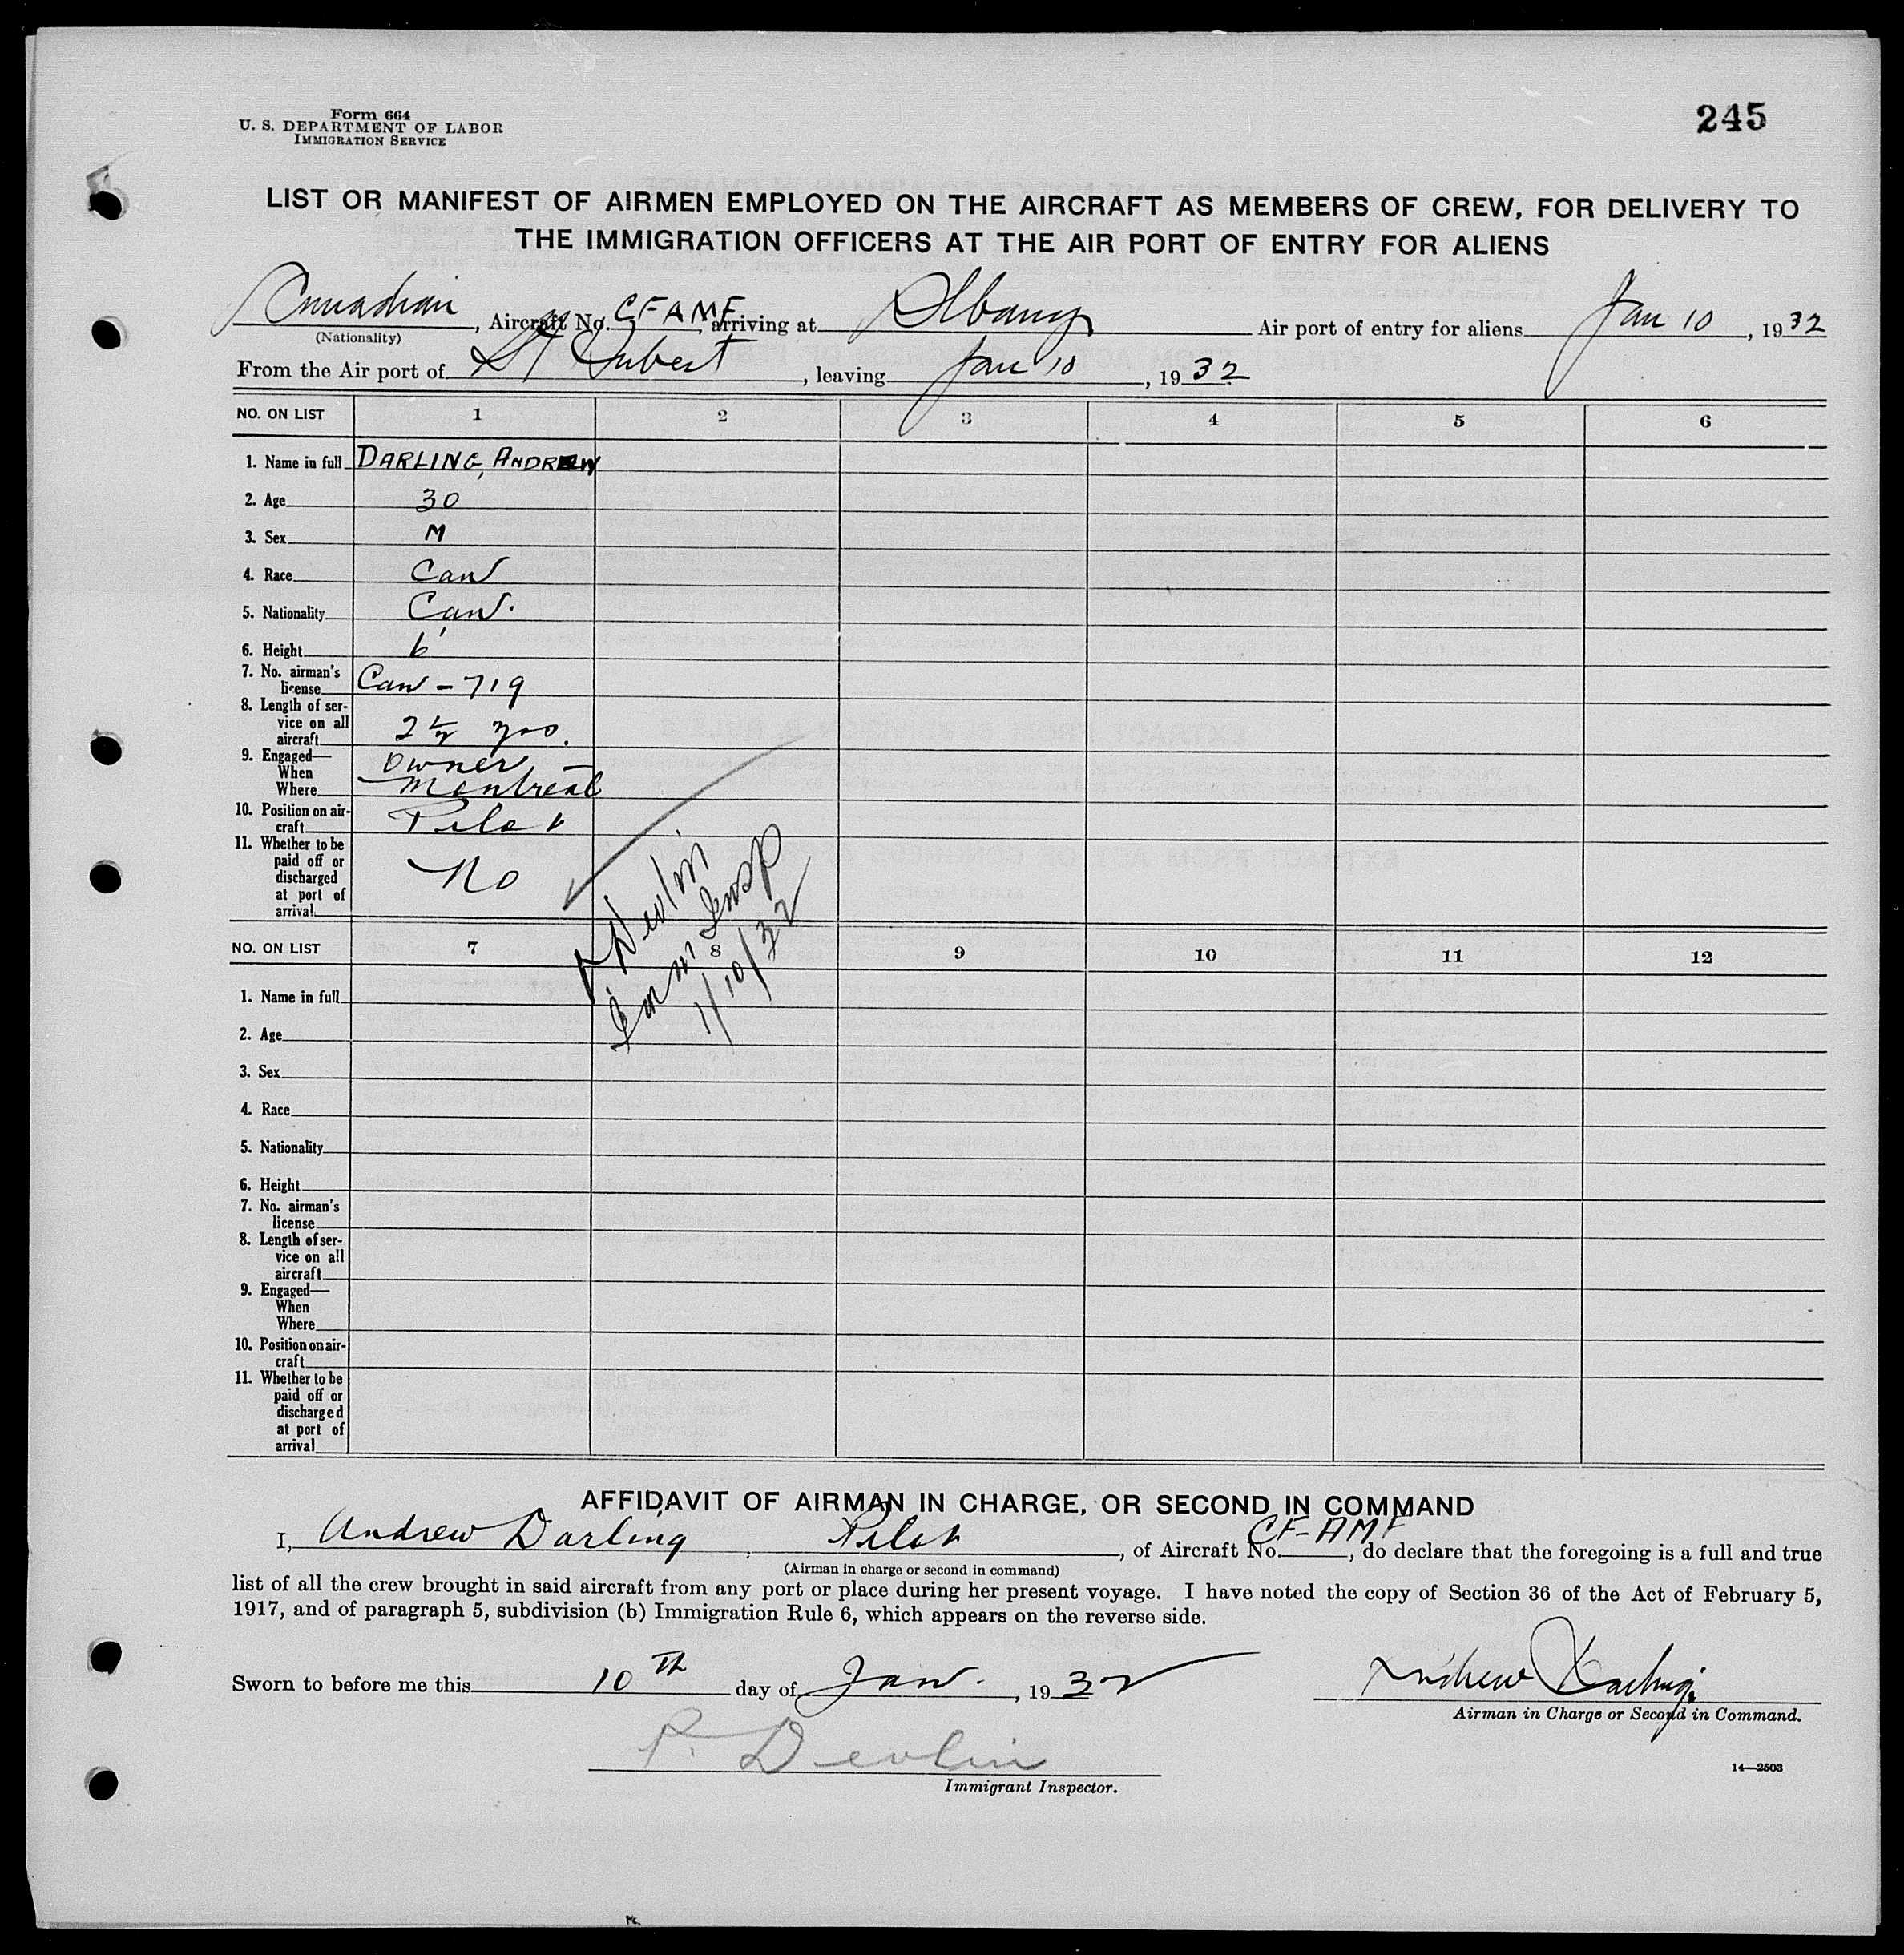 245
Form 664
U. S. DEPARTMENT OF LABOR
IMMIGRATION SERVICE
LIST OR MANIFEST OF AIRMEN EMPLOYED ON THE AIRCRAFT AS MEMBERS OF CREW, FOR DELIVERY TO
THE IMMIGRATION OFFICERS AT THE AIR PORT OF ENTRY FOR ALIENS
Canadian, Aircraft No. CFAMF, arriving at Albany Air port of entry for aliens Jan 10, 1932
(Nationality)
From the Air port of St Hubert, leaving Jan 10, 1932
NO. ON LIST 1 2 3 4 5 6
1. Name in full DARLING, ANDREW
2. Age 30
3. Sex M
4. Race Can
5. Nationality Can.
6. Height 6'
7. No. airman's
license Can - 719
8. Length of ser-
vice on all
aircraft 2 1/2 yrs.
9. Engaged—
When Owner —
Where Montreal
10. Position on air-
craft Pilot
11. Whether to be
paid off or
discharged
at port of
arrival No
P Devlin
Imm Insp
1/10/32
NO. ON LIST 7 8 9 10 11 12
1. Name in full
2. Age
3. Sex
4. Race
5. Nationality
6. Height
7. No. airman's
license
8. Length of ser-
vice on all
aircraft
9. Engaged—
When
Where
10. Position on air-
craft
11. Whether to be
paid off or
discharged
at port of
arrival
AFFIDAVIT OF AIRMAN IN CHARGE, OR SECOND IN COMMAND
I, Andrew Darling, Pilot, of Aircraft No. CF-AMF, do declare that the foregoing is a full and true
(Airman in charge or second in command)
list of all the crew brought in said aircraft from any port or place during her present voyage. I have noted the copy of Section 36 of the Act of February 5,
1917, and of paragraph 5, subdivision (b) Immigration Rule 6, which appears on the reverse side.
Sworn to before me this 10th day of Jan., 1932
Andrew Darling
Airman in Charge or Second in Command.
P. Devlin
Immigrant Inspector.
14—2503